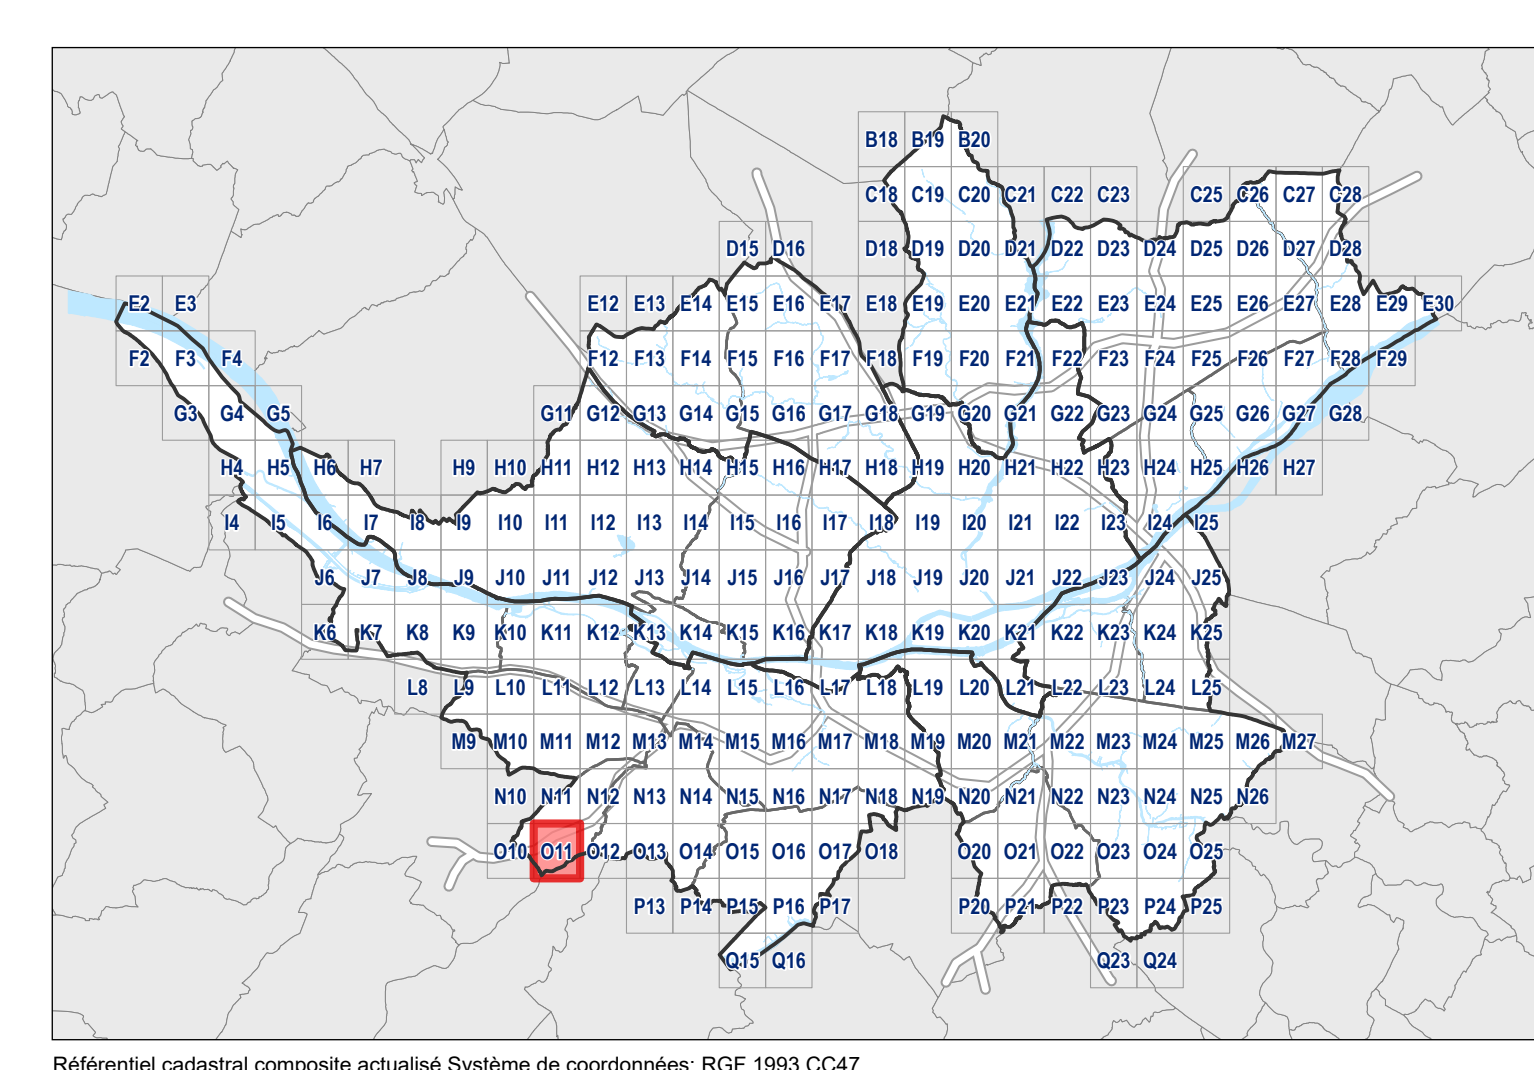 B18 B19 B20
C18 C19 C20 C21 C22 C23 C25 C26 C27 C28
D15 D16 D18 D19 D20 D21 D22 D23 D24 D25 D26 D27 D28
E2 E3 E12 E13 E14 E15 E16 E17 E18 E19 E20 E21 E22 E23 E24 E25 E26 E27 E28 E29 E30
F2 F3 F4 F12 F13 F14 F15 F16 F17 F18 F19 F20 F21 F22 F23 F24 F25 F26 F27 F28 F29
G3 G4 G5 G11 G12 G13 G14 G15 G16 G17 G18 G19 G20 G21 G22 G23 G24 G25 G26 G27 G28
H4 H5 H6 H7 H9 H10 H11 H12 H13 H14 H15 H16 H17 H18 H19 H20 H21 H22 H23 H24 H25 H26 H27
I4 I5 I6 I7 I8 I9 I10 I11 I12 I13 I14 I15 I16 I17 I18 I19 I20 I21 I22 I23 I24 I25
J6 J7 J8 J9 J10 J11 J12 J13 J14 J15 J16 J17 J18 J19 J20 J21 J22 J23 J24 J25
K6 K7 K8 K9 K10 K11 K12 K13 K14 K15 K16 K17 K18 K19 K20 K21 K22 K23 K24 K25
L8 L9 L10 L11 L12 L13 L14 L15 L16 L17 L18 L19 L20 L21 L22 L23 L24 L25
M9 M10 M11 M12 M13 M14 M15 M16 M17 M18 M19 M20 M21 M22 M23 M24 M25 M26 M27
N10 N11 N12 N13 N14 N15 N16 N17 N18 N19 N20 N21 N22 N23 N24 N25 N26
O10 O11 O12 O13 O14 O15 O16 O17 O18 O20 O21 O22 O23 O24 O25
P13 P14 P15 P16 P17 P20 P21 P22 P23 P24 P25
Q15 Q16 Q23 Q24
Référentiel cadastral composite actualisé Système de coordonnées: RGF 1993 CC47